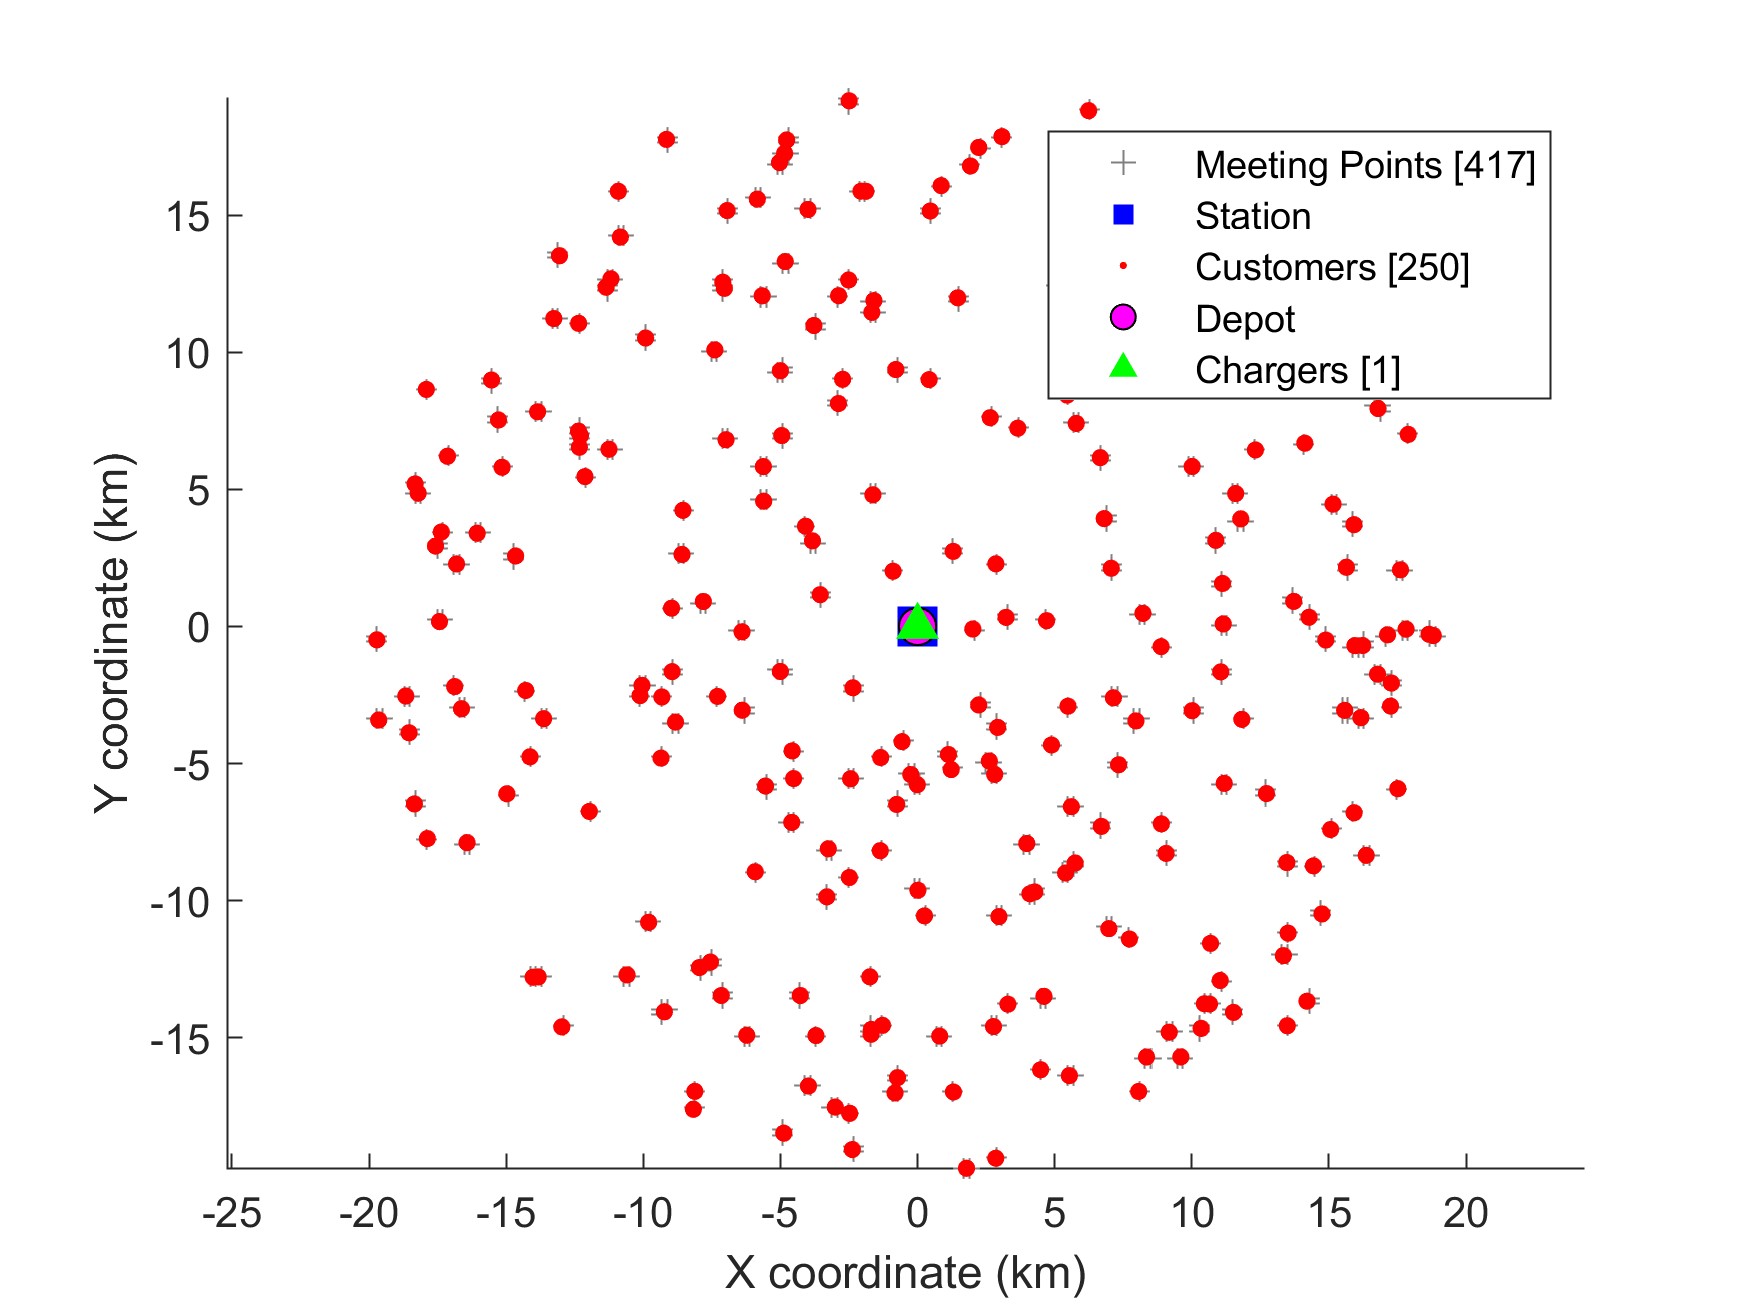 Meeting Points [417]
Station
Customers [250]
Depot
Chargers [1]
15
10
5
0
-5
-10
-15
Y coordinate (km)
-25 -20 -15 -10 -5 0 5 10 15 20
X coordinate (km)